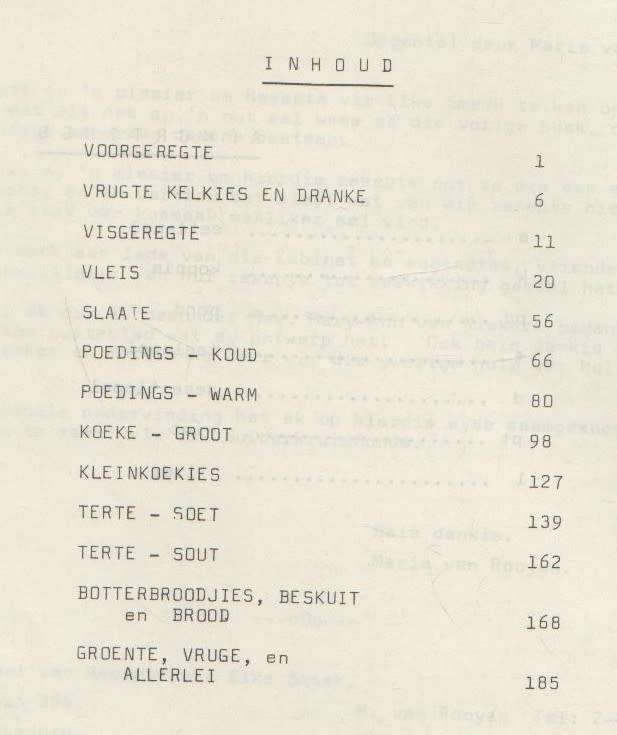 I N H O U D
VOORGEREGTE 1
VRUGTE KELKIES EN DRANKE 6
VISGEREGTE 11
VLEIS 20
SLAAIE 56
POEDINGS - KOUD 66
POEDINGS - WARM 80
KOEKE - GROOT 98
KLEINKOEKIES 127
TERTE - SOET 139
TERTE - SOUT 162
BOTTERBROODJIES, BESKUIT
en BROOD 168
GROENTE, VRUGE, en
ALLERLEI 185